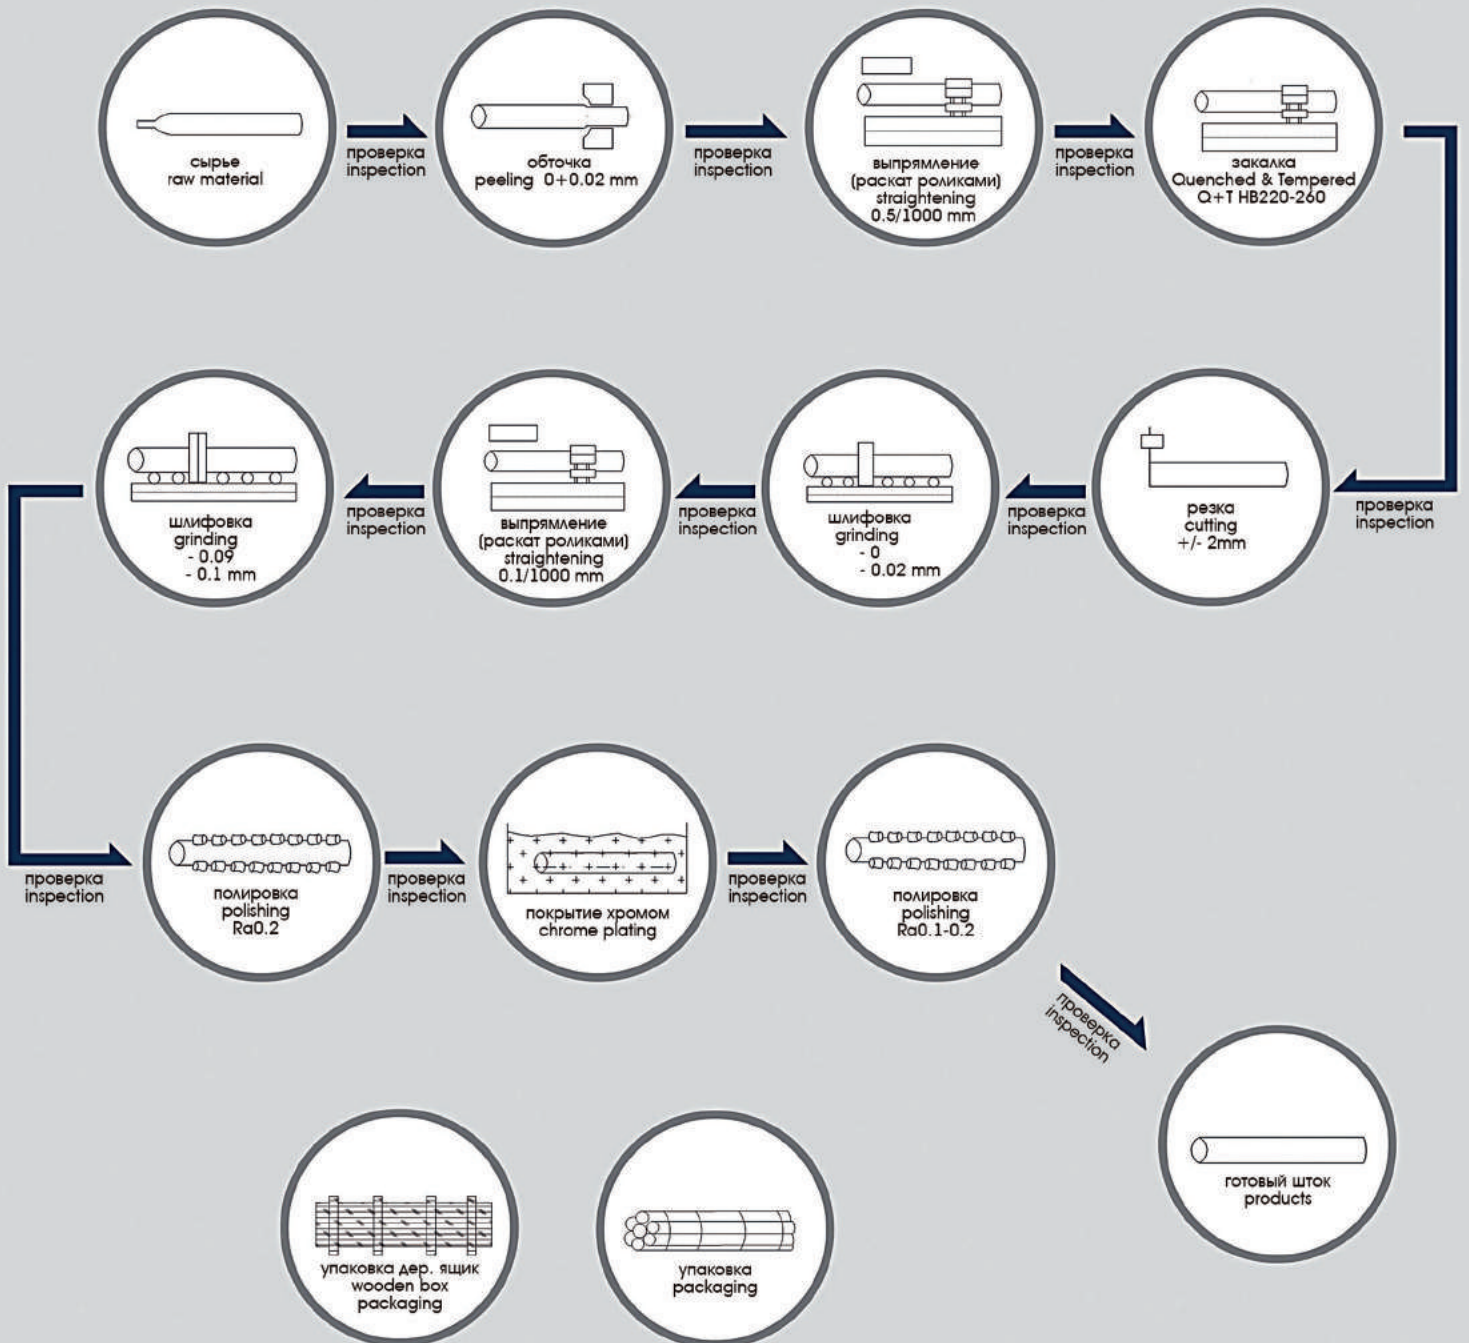 сырье
raw material
проверка
inspection
обточка
peeling 0+0.02 mm
проверка
inspection
выпрямление
(раскат роликами)
straightening
0.5/1000 mm
проверка
inspection
закалка
Quenched & Tempered
Q+T HB220-260
проверка
inspection
резка
cutting
+/- 2mm
проверка
inspection
шлифовка
grinding
- 0
- 0.02 mm
проверка
inspection
выпрямление
(раскат роликами)
straightening
0.1/1000 mm
проверка
inspection
шлифовка
grinding
- 0.09
- 0.1 mm
проверка
inspection
полировка
polishing
Ra0.2
проверка
inspection
покрытие хромом
chrome plating
проверка
inspection
полировка
polishing
Ra0.1-0.2
проверка
inspection
готовый шток
products
упаковка дер. ящик
wooden box
packaging
упаковка
packaging